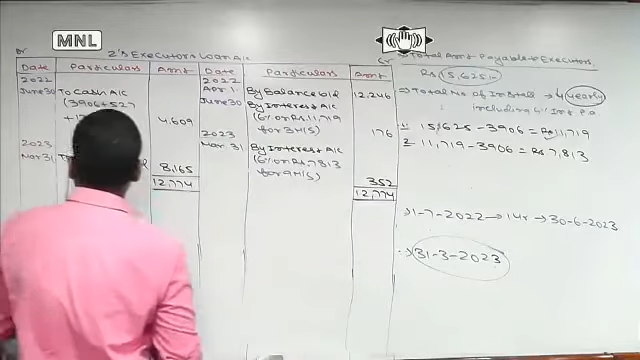 MNL
Dr
Z's Executors Loan A/c
Cr
Date Particulars Amt Date Particulars Amt
2022
June 30 To Cash A/c
(3906+527
4,609
2023
Mar 31
8,165
12,774
2022
Apr 1 By Balance b/d 12,246
June 30 By Interest A/c
(6% on Rs. 11,719
for 3 M/S) 176
2023
Mar 31 By Interest A/c
(6% on Rs. 7,813
for 9 M/S) 352
12,774
→ Total Amt Payable to Executors
Rs 15,625/-
→ Total No of Install → 4 yearly
including Int P.a
1 15,625 - 3906 = Rs 11,719
2 11,719 - 3906 = Rs 7,813
→ 1-7-2022 → 1yr → 30-6-2023
→ 31-3-2023